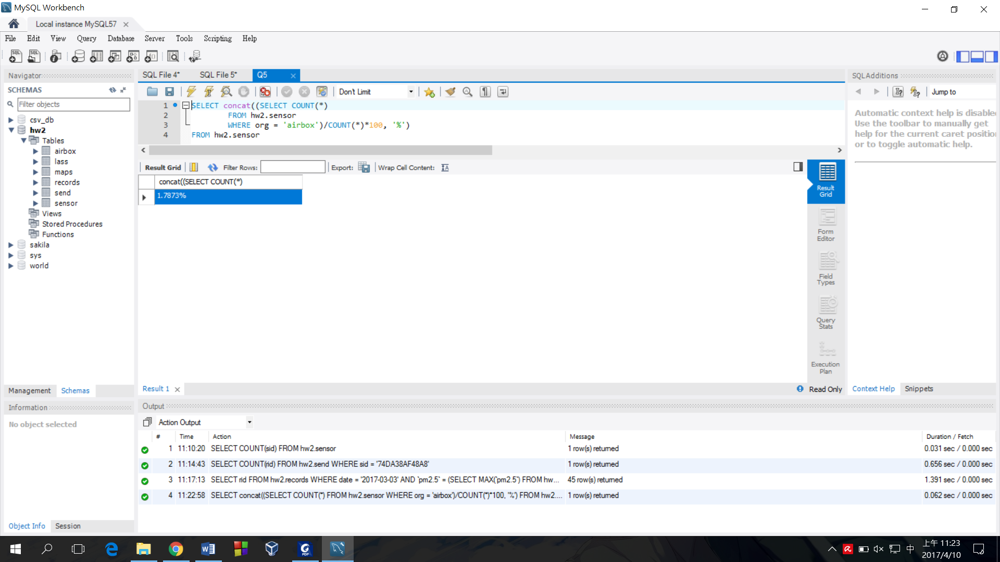 MySQL Workbench
Local instance MySQL57
File Edit View Query Database Server Tools Scripting Help
Navigator
SCHEMAS
Filter objects
csv_db
hw2
Tables
airbox
lass
maps
records
send
sensor
Views
Stored Procedures
Functions
sakila
sys
world
Management Schemas
Information
No object selected
Object Info Session
SQL File 4* SQL File 5* Q5
Don't Limit
1 SELECT concat((SELECT COUNT(*)
2 FROM hw2.sensor
3 WHERE org = 'airbox')/COUNT(*)*100, '%')
4 FROM hw2.sensor
Result Grid Filter Rows: Export: Wrap Cell Content:
concat((SELECT COUNT(*)
1.7873%
Result Grid
Form Editor
Field Types
Query Stats
Execution Plan
Result 1
Read Only
SQLAdditions
Jump to
Automatic context help is disable
Use the toolbar to manually get
help for the current caret positio
or to toggle automatic help.
Context Help Snippets
Output
Action Output
# Time Action Message Duration / Fetch
1 11:10:20 SELECT COUNT(sid) FROM hw2.sensor 1 row(s) returned 0.031 sec / 0.000 sec
2 11:14:43 SELECT COUNT(rid) FROM hw2.send WHERE sid = '74DA38AF48A8' 1 row(s) returned 0.656 sec / 0.000 sec
3 11:17:13 SELECT rid FROM hw2.records WHERE date = '2017-03-03' AND `pm2.5` = (SELECT MAX(`pm2.5`) FROM hw... 45 row(s) returned 1.391 sec / 0.000 sec
4 11:22:58 SELECT concat((SELECT COUNT(*) FROM hw2.sensor WHERE org = 'airbox')/COUNT(*)*100, '%') FROM hw2.... 1 row(s) returned 0.062 sec / 0.000 sec
中
上午 11:23
2017/4/10